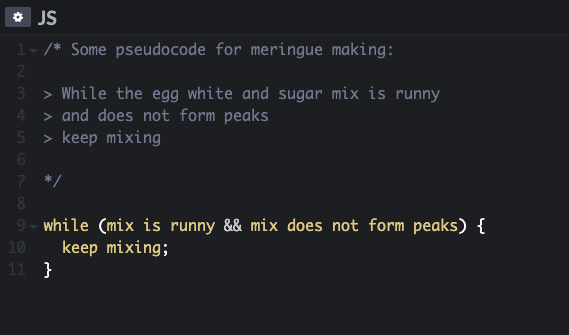 JS
1 /* Some pseudocode for meringue making:
2
3 > While the egg white and sugar mix is runny
4 > and does not form peaks
5 > keep mixing
6
7 */
8
9 while (mix is runny && mix does not form peaks) {
10   keep mixing;
11 }